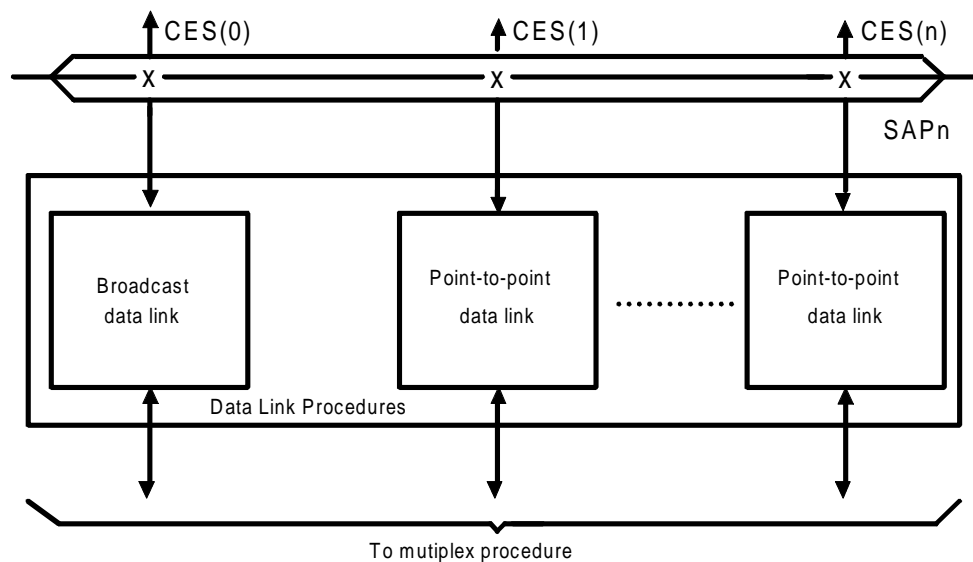 CES(0)
CES(1)
CES(n)
X
X
X
SAPn
Broadcast
data link
Point-to-point
data link
Point-to-point
data link
Data Link Procedures
To mutiplex procedure